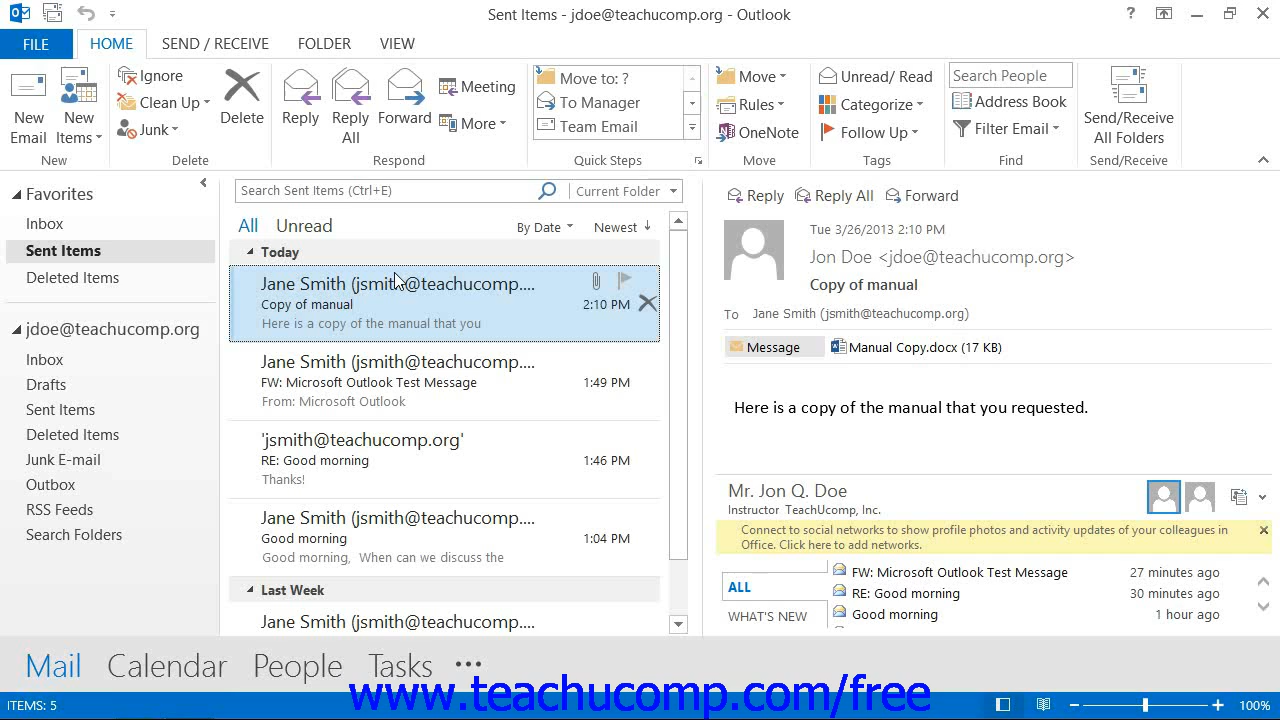 Sent Items - jdoe@teachucomp.org - Outlook
FILE
HOME
SEND / RECEIVE
FOLDER
VIEW
New Email
New Items
New
Ignore
Clean Up
Junk
Delete
Delete
Reply
Reply All
Forward
Meeting
More
Respond
Move to: ?
To Manager
Team Email
Quick Steps
Move
Rules
OneNote
Move
Unread/ Read
Categorize
Follow Up
Tags
Search People
Address Book
Filter Email
Find
Send/Receive All Folders
Send/Receive
Favorites
Inbox
Sent Items
Deleted Items
jdoe@teachucomp.org
Inbox
Drafts
Sent Items
Deleted Items
Junk E-mail
Outbox
RSS Feeds
Search Folders
Search Sent Items (Ctrl+E)
Current Folder
All
Unread
By Date
Newest
Today
Jane Smith (jsmith@teachucomp....
Copy of manual
2:10 PM
Here is a copy of the manual that you
Jane Smith (jsmith@teachucomp....
FW: Microsoft Outlook Test Message
1:49 PM
From: Microsoft Outlook
'jsmith@teachucomp.org'
RE: Good morning
1:46 PM
Thanks!
Jane Smith (jsmith@teachucomp....
Good morning
1:04 PM
Good morning, When can we discuss the
Last Week
Jane Smith (jsmith@teachucomp....
Reply
Reply All
Forward
Tue 3/26/2013 2:10 PM
Jon Doe <jdoe@teachucomp.org>
Copy of manual
To Jane Smith (jsmith@teachucomp.org)
Message
Manual Copy.docx (17 KB)
Here is a copy of the manual that you requested.
Mr. Jon Q. Doe
Instructor TeachUcomp, Inc.
Connect to social networks to show profile photos and activity updates of your colleagues in
Office. Click here to add networks.
ALL
WHAT'S NEW
FW: Microsoft Outlook Test Message
27 minutes ago
RE: Good morning
30 minutes ago
Good morning
1 hour ago
Mail
Calendar
People
Tasks
www.teachucomp.com/free
ITEMS: 5
100%